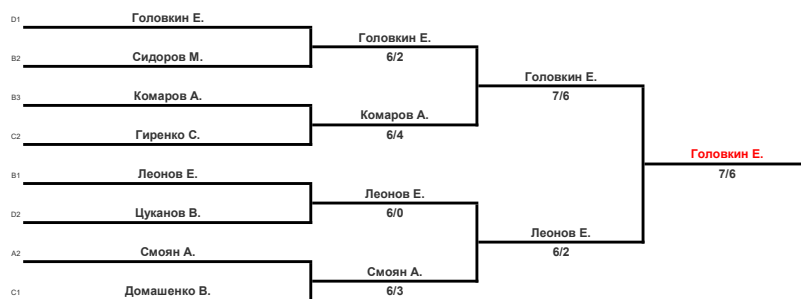 D1 Головкин Е.
Головкин Е.
B2 Сидоров М.
6/2
Головкин Е.
B3 Комаров А.
7/6
Комаров А.
C2 Гиренко С.
6/4
Головкин Е.
B1 Леонов Е.
7/6
Леонов Е.
D2 Цуканов В.
6/0
Леонов Е.
A2 Смоян А.
6/2
Смоян А.
C1 Домашенко В.
6/3